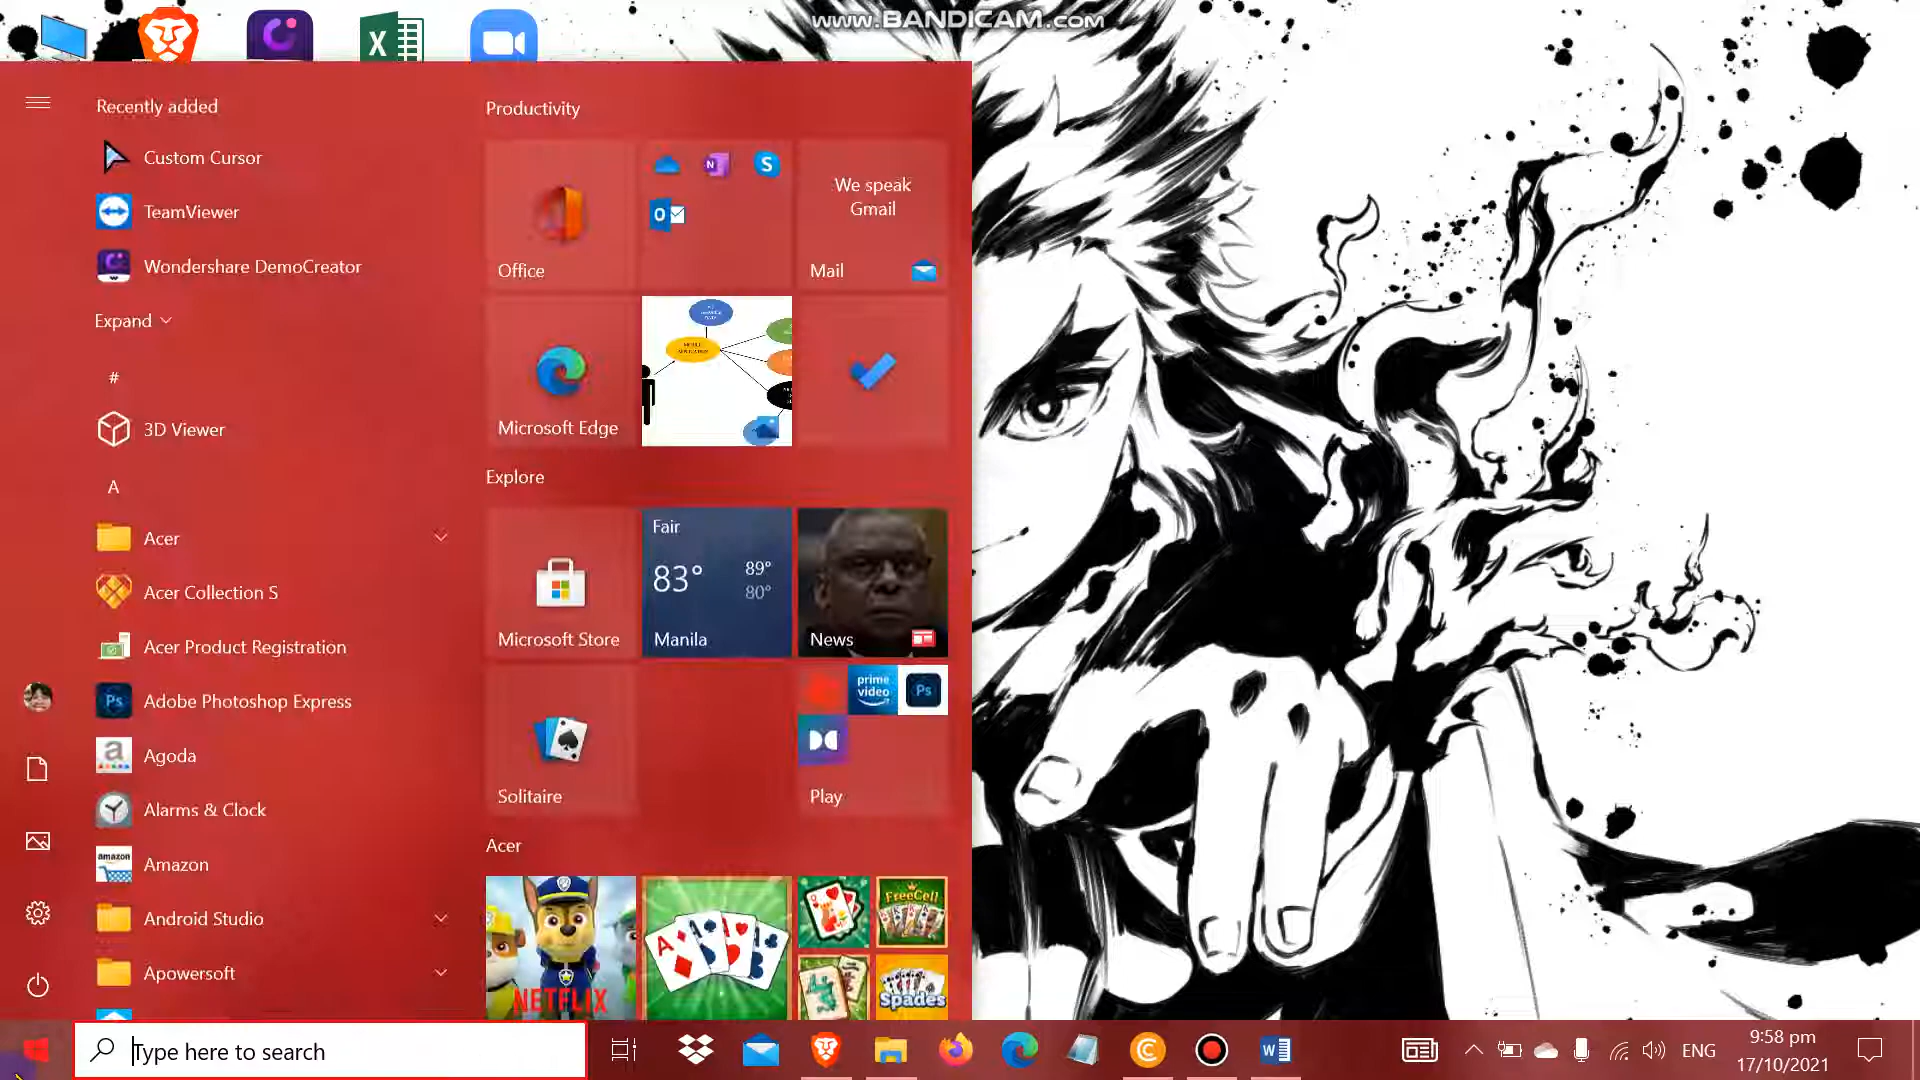 www.BANDICAM.com
Recently added
Custom Cursor
TeamViewer
Wondershare DemoCreator
Expand
#
3D Viewer
A
Acer
Acer Collection S
Acer Product Registration
Adobe Photoshop Express
Agoda
Alarms & Clock
amazon
Amazon
Android Studio
Apowersoft
Productivity
Office
We speak
Gmail
Mail
Microsoft Edge
Explore
Microsoft Store
Fair
83°
89°
80°
Manila
News
Solitaire
prime
video
Ps
Play
Acer
NETFLIX
FreeCell
Spades
Type here to search
ENG
9:58 pm
17/10/2021